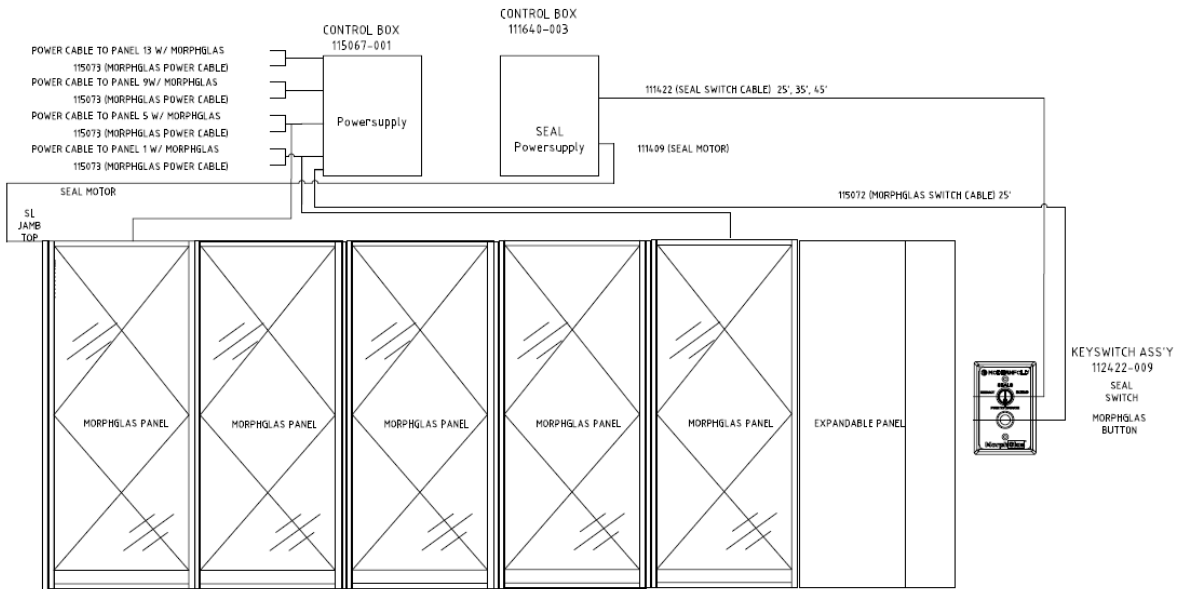 CONTROL BOX
111640-003
CONTROL BOX
115067-001
POWER CABLE TO PANEL 13 W/ MORPHGLAS
115073 (MORPHGLAS POWER CABLE)
POWER CABLE TO PANEL 9W/ MORPHGLAS
115073 (MORPHGLAS POWER CABLE)
POWER CABLE TO PANEL 5 W/ MORPHGLAS
115073 (MORPHGLAS POWER CABLE)
POWER CABLE TO PANEL 1 W/ MORPHGLAS
115073 (MORPHGLAS POWER CABLE)
Powersupply
SEAL
Powersupply
111422 (SEAL SWITCH CABLE) 25', 35', 45'
111409 (SEAL MOTOR)
SEAL MOTOR
115072 (MORPHGLAS SWITCH CABLE) 25'
SL
JAMB
TOP
MORPHGLAS PANEL
MORPHGLAS PANEL
MORPHGLAS PANEL
MORPHGLAS PANEL
MORPHGLAS PANEL
EXPANDABLE PANEL
KEYSWITCH ASS'Y
112422-009
SEAL
SWITCH
MORPHGLAS
BUTTON
MODERNFOLD
SEALS
MorphGlas